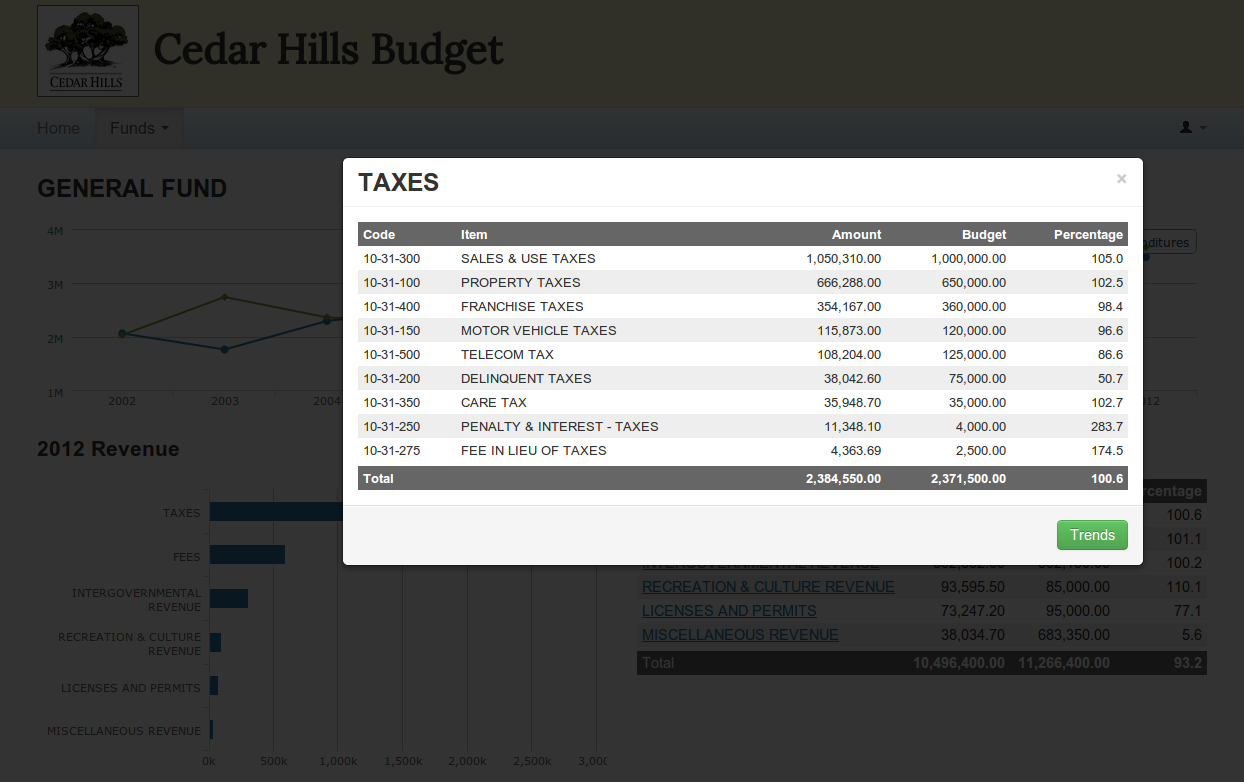 CEDAR HILLS
Cedar Hills Budget
Home Funds
GENERAL FUND
4M
3M
2M
1M
2002 2003 2004
ditures
12
TAXES ×
Code Item Amount Budget Percentage
10-31-300 SALES & USE TAXES 1,050,310.00 1,000,000.00 105.0
10-31-100 PROPERTY TAXES 666,288.00 650,000.00 102.5
10-31-400 FRANCHISE TAXES 354,167.00 360,000.00 98.4
10-31-150 MOTOR VEHICLE TAXES 115,873.00 120,000.00 96.6
10-31-500 TELECOM TAX 108,204.00 125,000.00 86.6
10-31-200 DELINQUENT TAXES 38,042.60 75,000.00 50.7
10-31-350 CARE TAX 35,948.70 35,000.00 102.7
10-31-250 PENALTY & INTEREST - TAXES 11,348.10 4,000.00 283.7
10-31-275 FEE IN LIEU OF TAXES 4,363.69 2,500.00 174.5
Total 2,384,550.00 2,371,500.00 100.6
Trends
2012 Revenue
TAXES
FEES
INTERGOVERNMENTAL
REVENUE
RECREATION & CULTURE
REVENUE
LICENSES AND PERMITS
MISCELLANEOUS REVENUE
0k 500k 1,000k 1,500k 2,000k 2,500k 3,00
rcentage
100.6
101.1
INTERGOVERNMENTAL REVENUE 100.2
RECREATION & CULTURE REVENUE 93,595.50 85,000.00 110.1
LICENSES AND PERMITS 73,247.20 95,000.00 77.1
MISCELLANEOUS REVENUE 38,034.70 683,350.00 5.6
Total 10,496,400.00 11,266,400.00 93.2